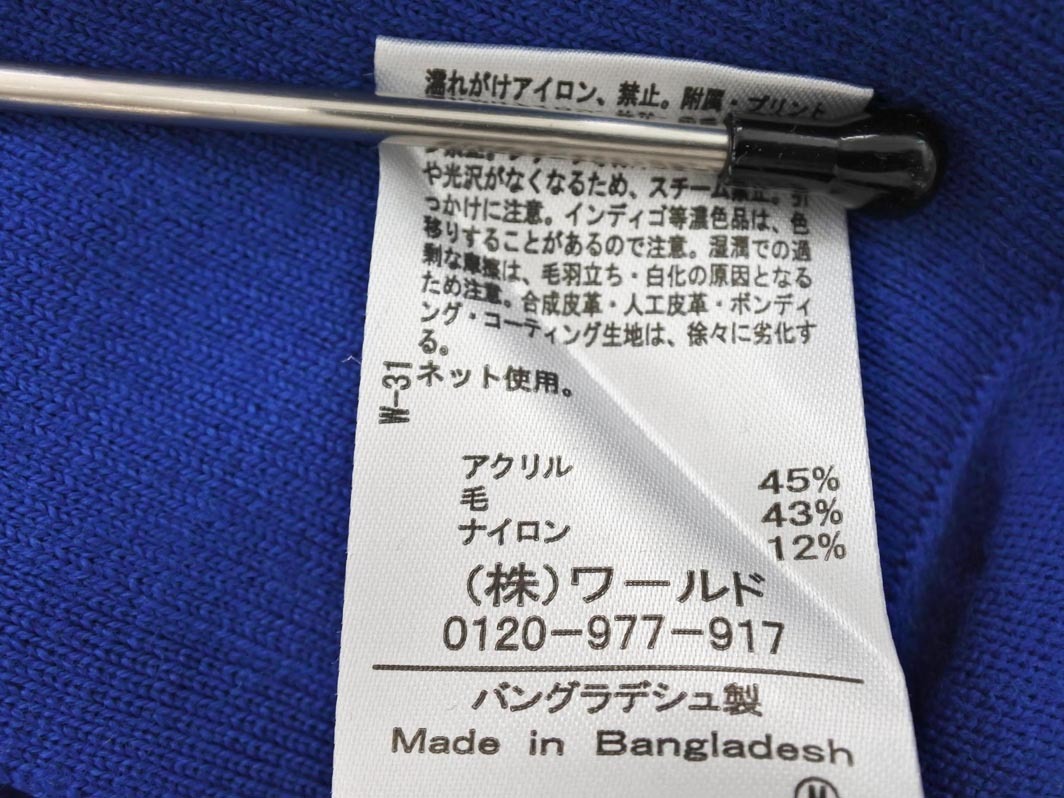 濡れがけアイロン、禁止。附属・プリント
や光沢がなくなるため、スチーム禁止。引
っかけに注意。インディゴ等濃色品は、色
移りすることがあるので注意。湿潤での過
剰な摩擦は、毛羽立ち・白化の原因となる
ため注意。合成皮革・人工皮革・ボンディ
ング・コーティング生地は、徐々に劣化す
る。
ネット使用。
W-31
アクリル 45%
毛 43%
ナイロン 12%
(株)ワールド
0120-977-917
バングラデシュ製
Made in Bangladesh